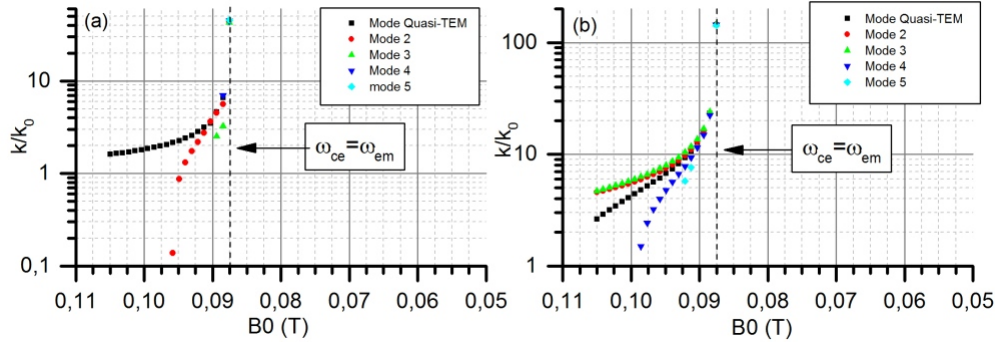 (a)
Mode Quasi-TEM
Mode 2
Mode 3
Mode 4
mode 5
ωce=ωem
k/k0
10
1
0,1
0,11
0,10
0,09
0,08
0,07
0,06
0,05
B0 (T)
(b)
Mode Quasi-TEM
Mode 2
Mode 3
Mode 4
Mode 5
ωce=ωem
k/k0
100
10
1
0,11
0,10
0,09
0,08
0,07
0,06
0,05
B0 (T)